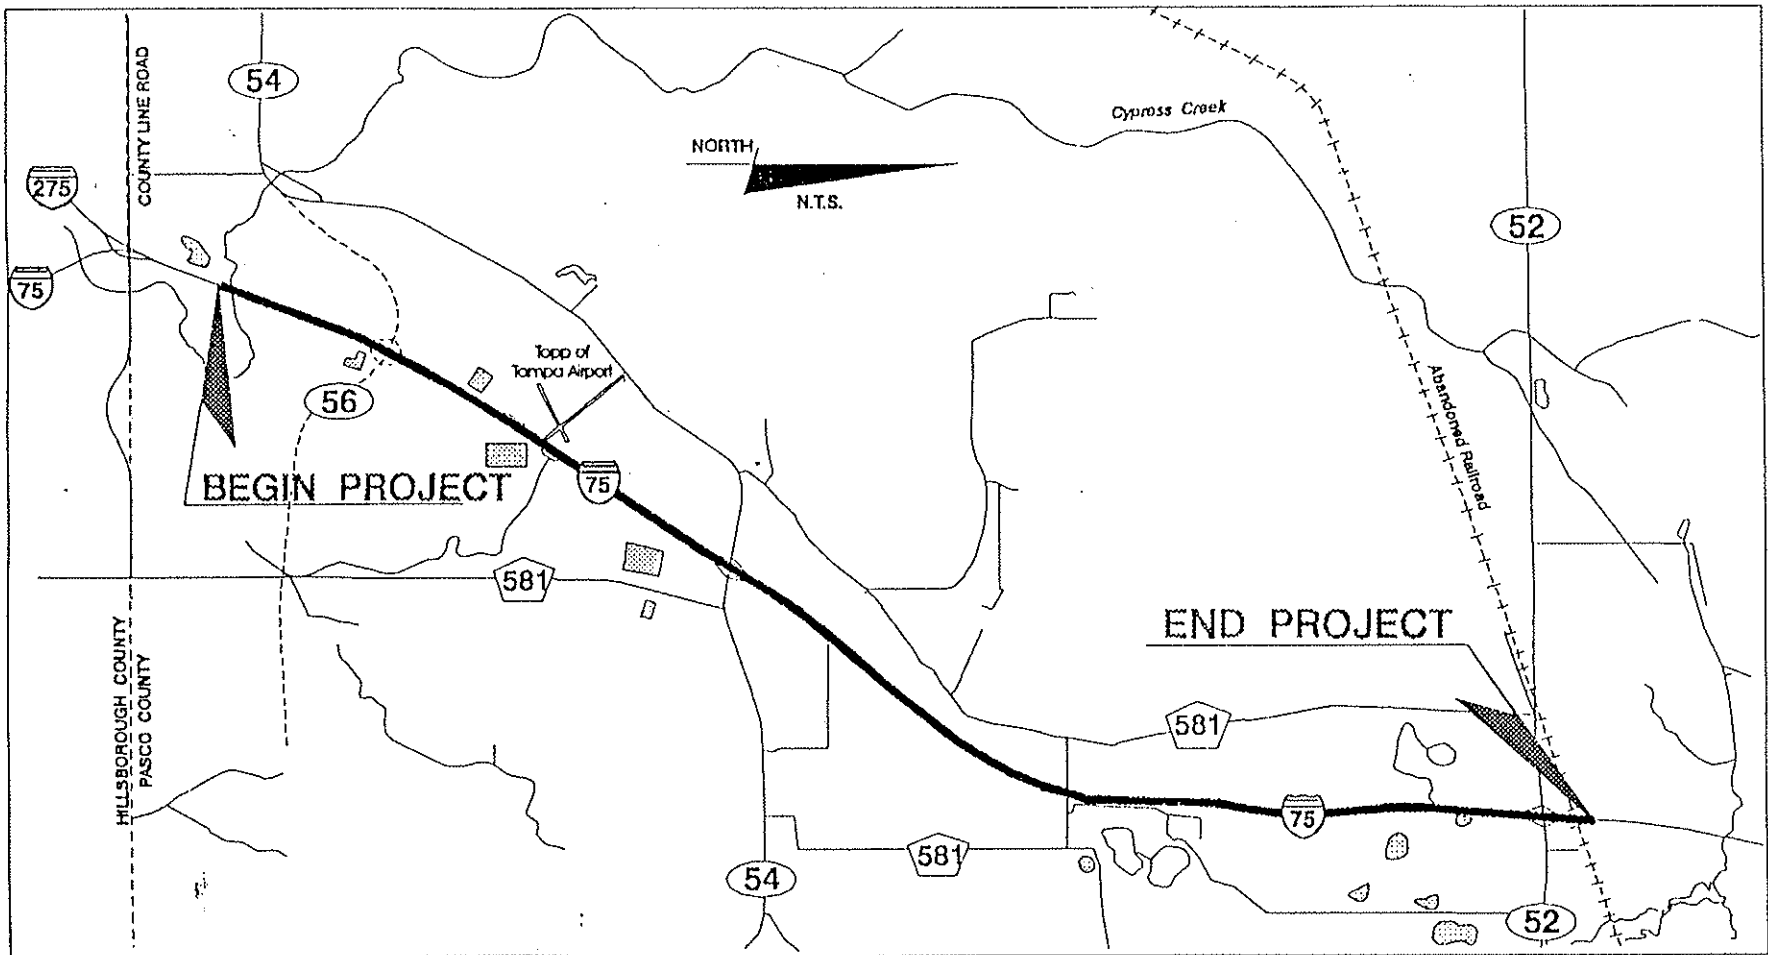 COUNTY LINE ROAD
54
Cypress Creek
NORTH
N.T.S.
275
52
75
Topp of
Tampa Airport
56
Abandoned Railroad
75
BEGIN PROJECT
581
END PROJECT
HILLSBOROUGH COUNTY
PASCO COUNTY
581
75
581
54
52